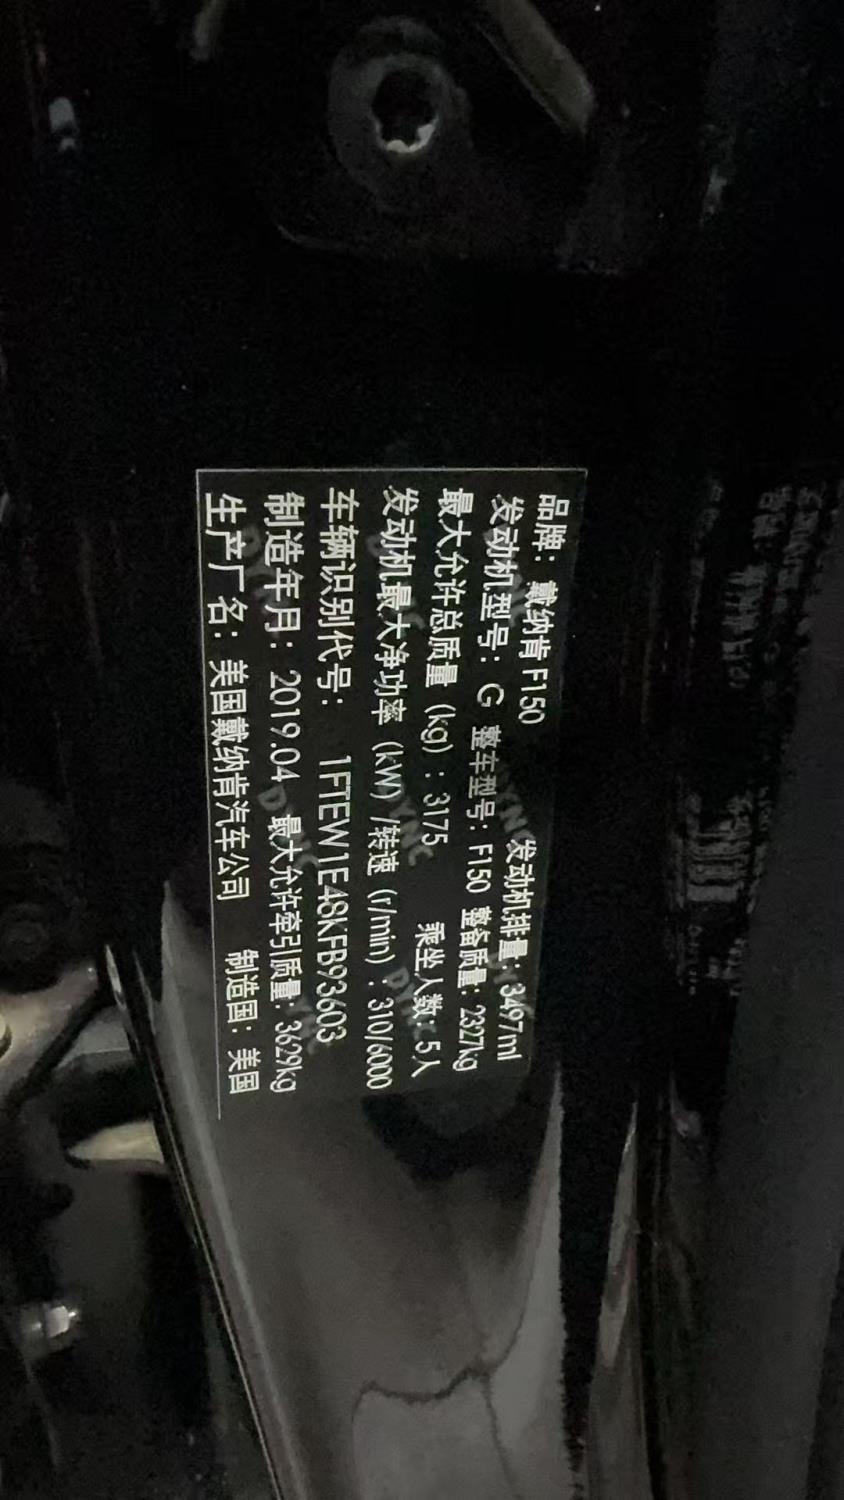 品牌：戴纳肯 F150 发动机排量：3497ml
发动机型号：G 整车型号：F150 整备质量：2327kg
最大允许总质量（kg）：3175 乘坐人数：5人
发动机最大净功率（kW）/转速（r/min）：310/6000
车辆识别代号：1FTEW1E48KFB93603
制造年月：2019.04 最大允许牵引质量：3629kg
生产厂名：美国戴纳肯汽车公司 制造国：美国